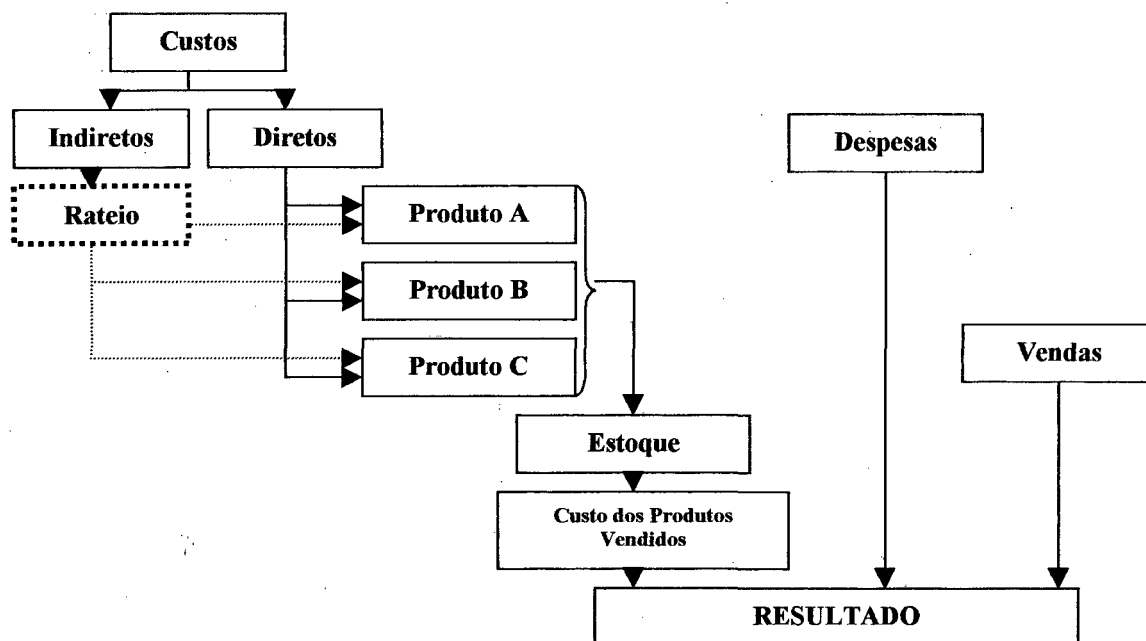 Custos
Indiretos
Diretos
Despesas
Rateio
Produto A
Produto B
Produto C
Vendas
Estoque
Custo dos Produtos
Vendidos
RESULTADO